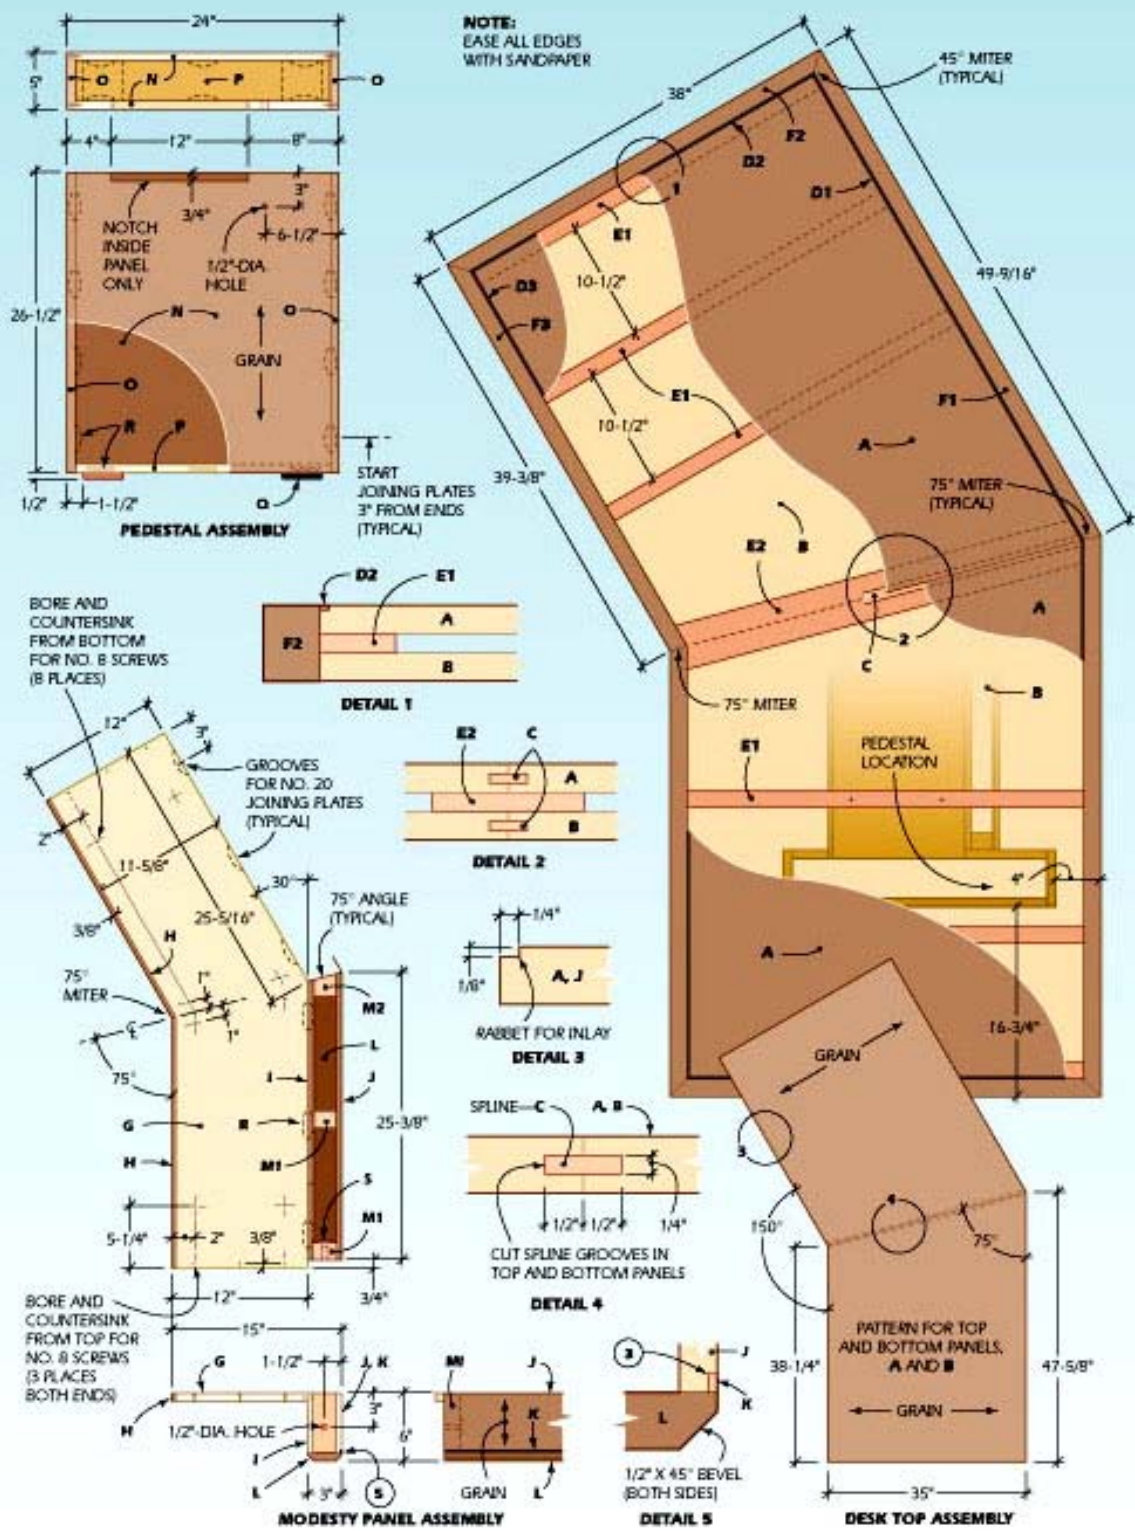 24"
NOTE:
EASE ALL EDGES
WITH SANDPAPER
5"
O
N
P
O
4"
12"
8"
3"
3/4"
6-1/2"
NOTCH
INSIDE
PANEL
ONLY
1/2"-DIA.
HOLE
N
O
26-1/2"
GRAIN
O
R
P
1/2"
1-1/2"
Q
START
JOINING PLATES
3" FROM ENDS
(TYPICAL)
PEDESTAL ASSEMBLY
45° MITER
(TYPICAL)
38"
F2
D2
D1
1
E1
10-1/2"
49-9/16"
D3
F3
E1
F1
10-1/2"
A
39-3/8"
75° MITER
(TYPICAL)
E2
B
A
2
C
75° MITER
B
E1
PEDESTAL
LOCATION
4"
A
16-3/4"
D2
E1
F2
A
B
DETAIL 1
E2
C
A
B
DETAIL 2
1/4"
1/8"
A, J
RABBET FOR INLAY
DETAIL 3
SPLINE—C
A, B
1/2"
1/2"
1/4"
CUT SPLINE GROOVES IN
TOP AND BOTTOM PANELS
DETAIL 4
BORE AND
COUNTERSINK
FROM BOTTOM
FOR NO. 8 SCREWS
(8 PLACES)
12"
3"
GROOVES
FOR NO. 20
JOINING PLATES
(TYPICAL)
2"
11-5/8"
30°
75° ANGLE
(TYPICAL)
25-5/16"
3/8"
H
75°
MITER
1"
1"
M2
L
75°
I
J
G
R
25-3/8"
H
M1
S
M1
5-1/4"
2"
3/8"
12"
3/4"
BORE AND
COUNTERSINK
FROM TOP FOR
NO. 8 SCREWS
(3 PLACES
BOTH ENDS)
15"
G
1-1/2"
J, K
3"
6"
H
1/2"-DIA. HOLE
I
L
3"
5
M1
J
K
GRAIN
L
MODESTY PANEL ASSEMBLY
3
J
K
L
1/2" X 45° BEVEL
(BOTH SIDES)
DETAIL 5
GRAIN
3
4
150°
75°
PATTERN FOR TOP
AND BOTTOM PANELS,
A AND B
38-1/4"
47-5/8"
GRAIN
35"
DESK TOP ASSEMBLY